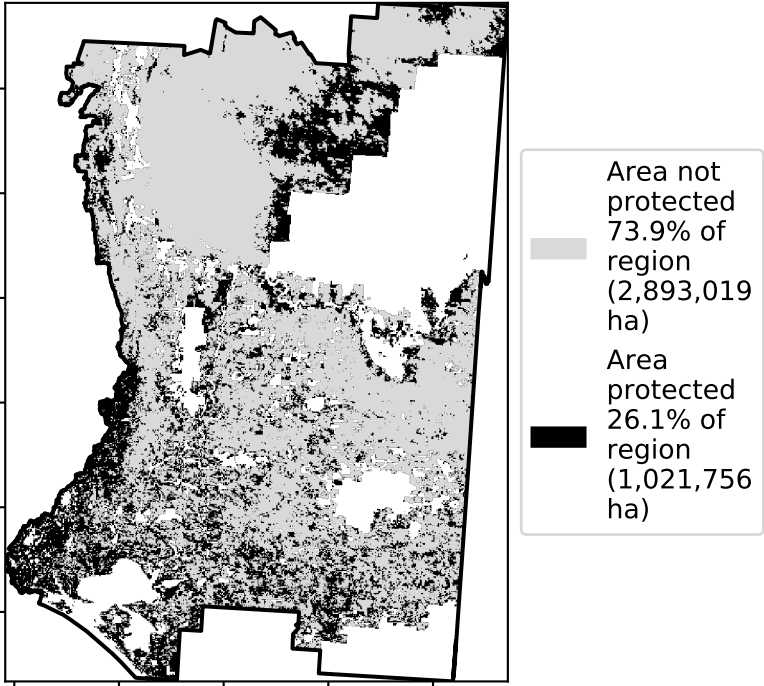 Area not
protected
73.9% of
region
(2,893,019
ha)
Area
protected
26.1% of
region
(1,021,756
ha)